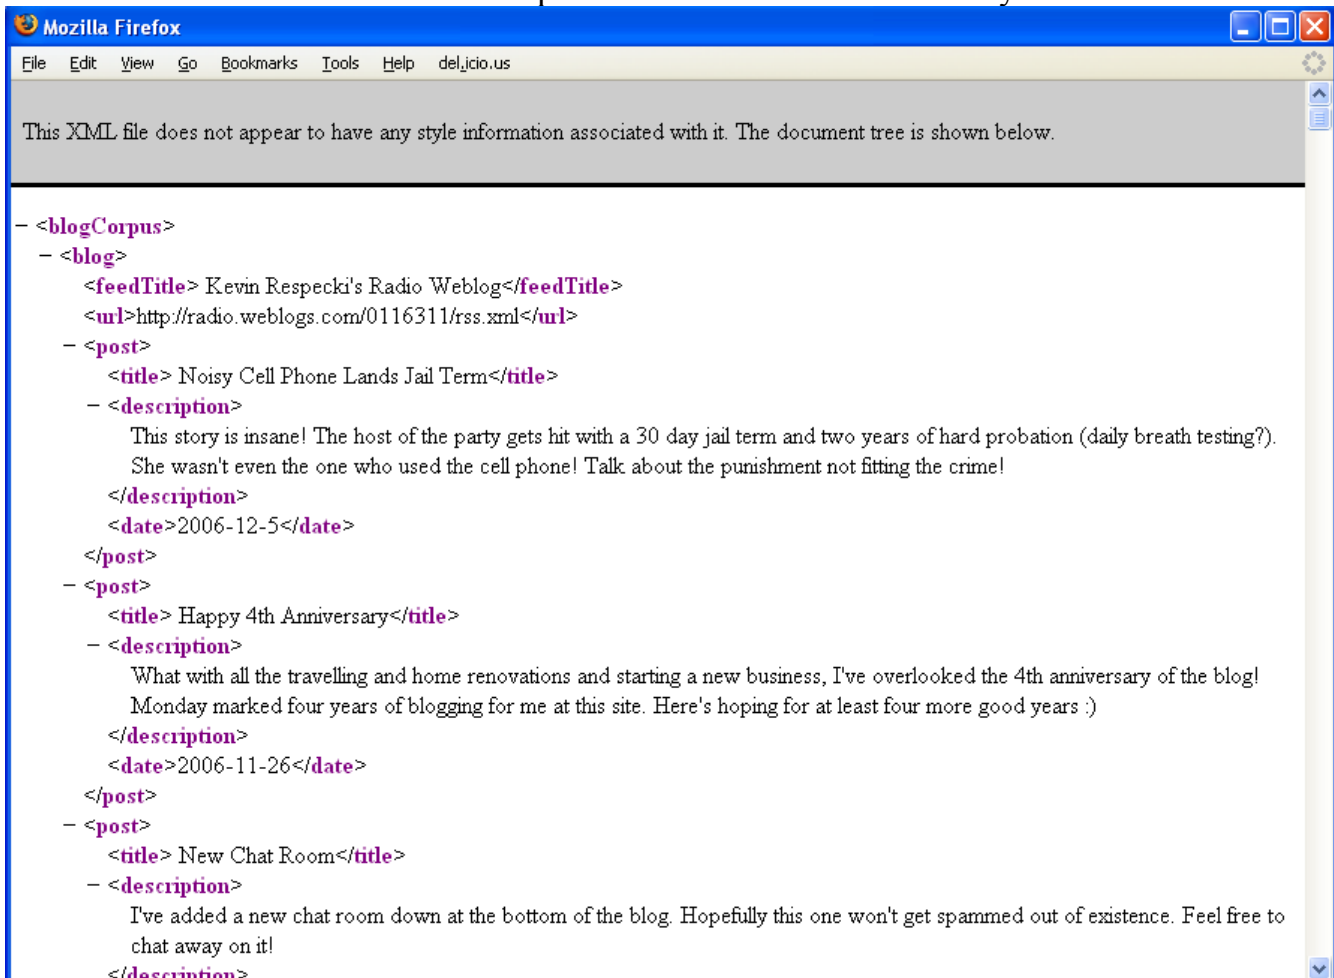 Mozilla Firefox
File Edit View Go Bookmarks Tools Help del.icio.us
This XML file does not appear to have any style information associated with it. The document tree is shown below.
– <blogCorpus>
– <blog>
<feedTitle> Kevin Respecki's Radio Weblog</feedTitle>
<url>http://radio.weblogs.com/0116311/rss.xml</url>
– <post>
<title> Noisy Cell Phone Lands Jail Term</title>
– <description>
This story is insane! The host of the party gets hit with a 30 day jail term and two years of hard probation (daily breath testing?).
She wasn't even the one who used the cell phone! Talk about the punishment not fitting the crime!
</description>
<date>2006-12-5</date>
</post>
– <post>
<title> Happy 4th Anniversary</title>
– <description>
What with all the travelling and home renovations and starting a new business, I've overlooked the 4th anniversary of the blog!
Monday marked four years of blogging for me at this site. Here's hoping for at least four more good years :)
</description>
<date>2006-11-26</date>
</post>
– <post>
<title> New Chat Room</title>
– <description>
I've added a new chat room down at the bottom of the blog. Hopefully this one won't get spammed out of existence. Feel free to
chat away on it!
</description>